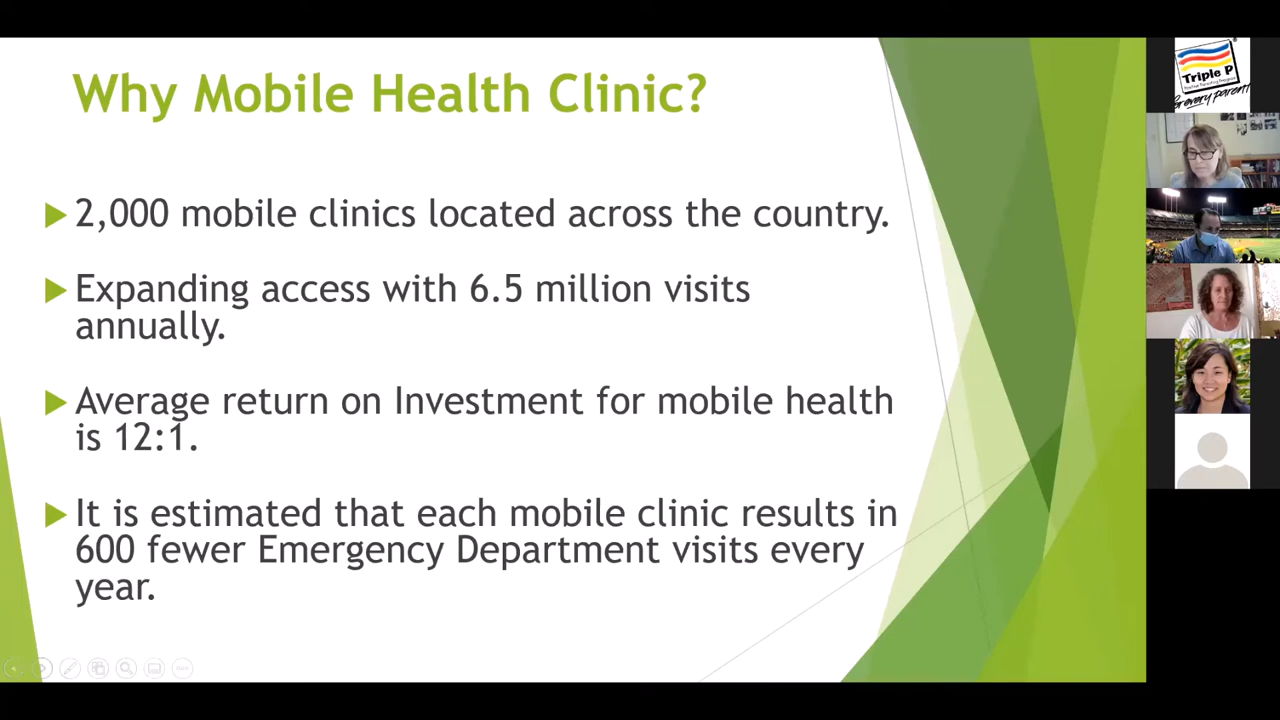 Why Mobile Health Clinic?
2,000 mobile clinics located across the country.
Expanding access with 6.5 million visits
annually.
Average return on Investment for mobile health
is 12:1.
It is estimated that each mobile clinic results in
600 fewer Emergency Department visits every
year.
Triple P